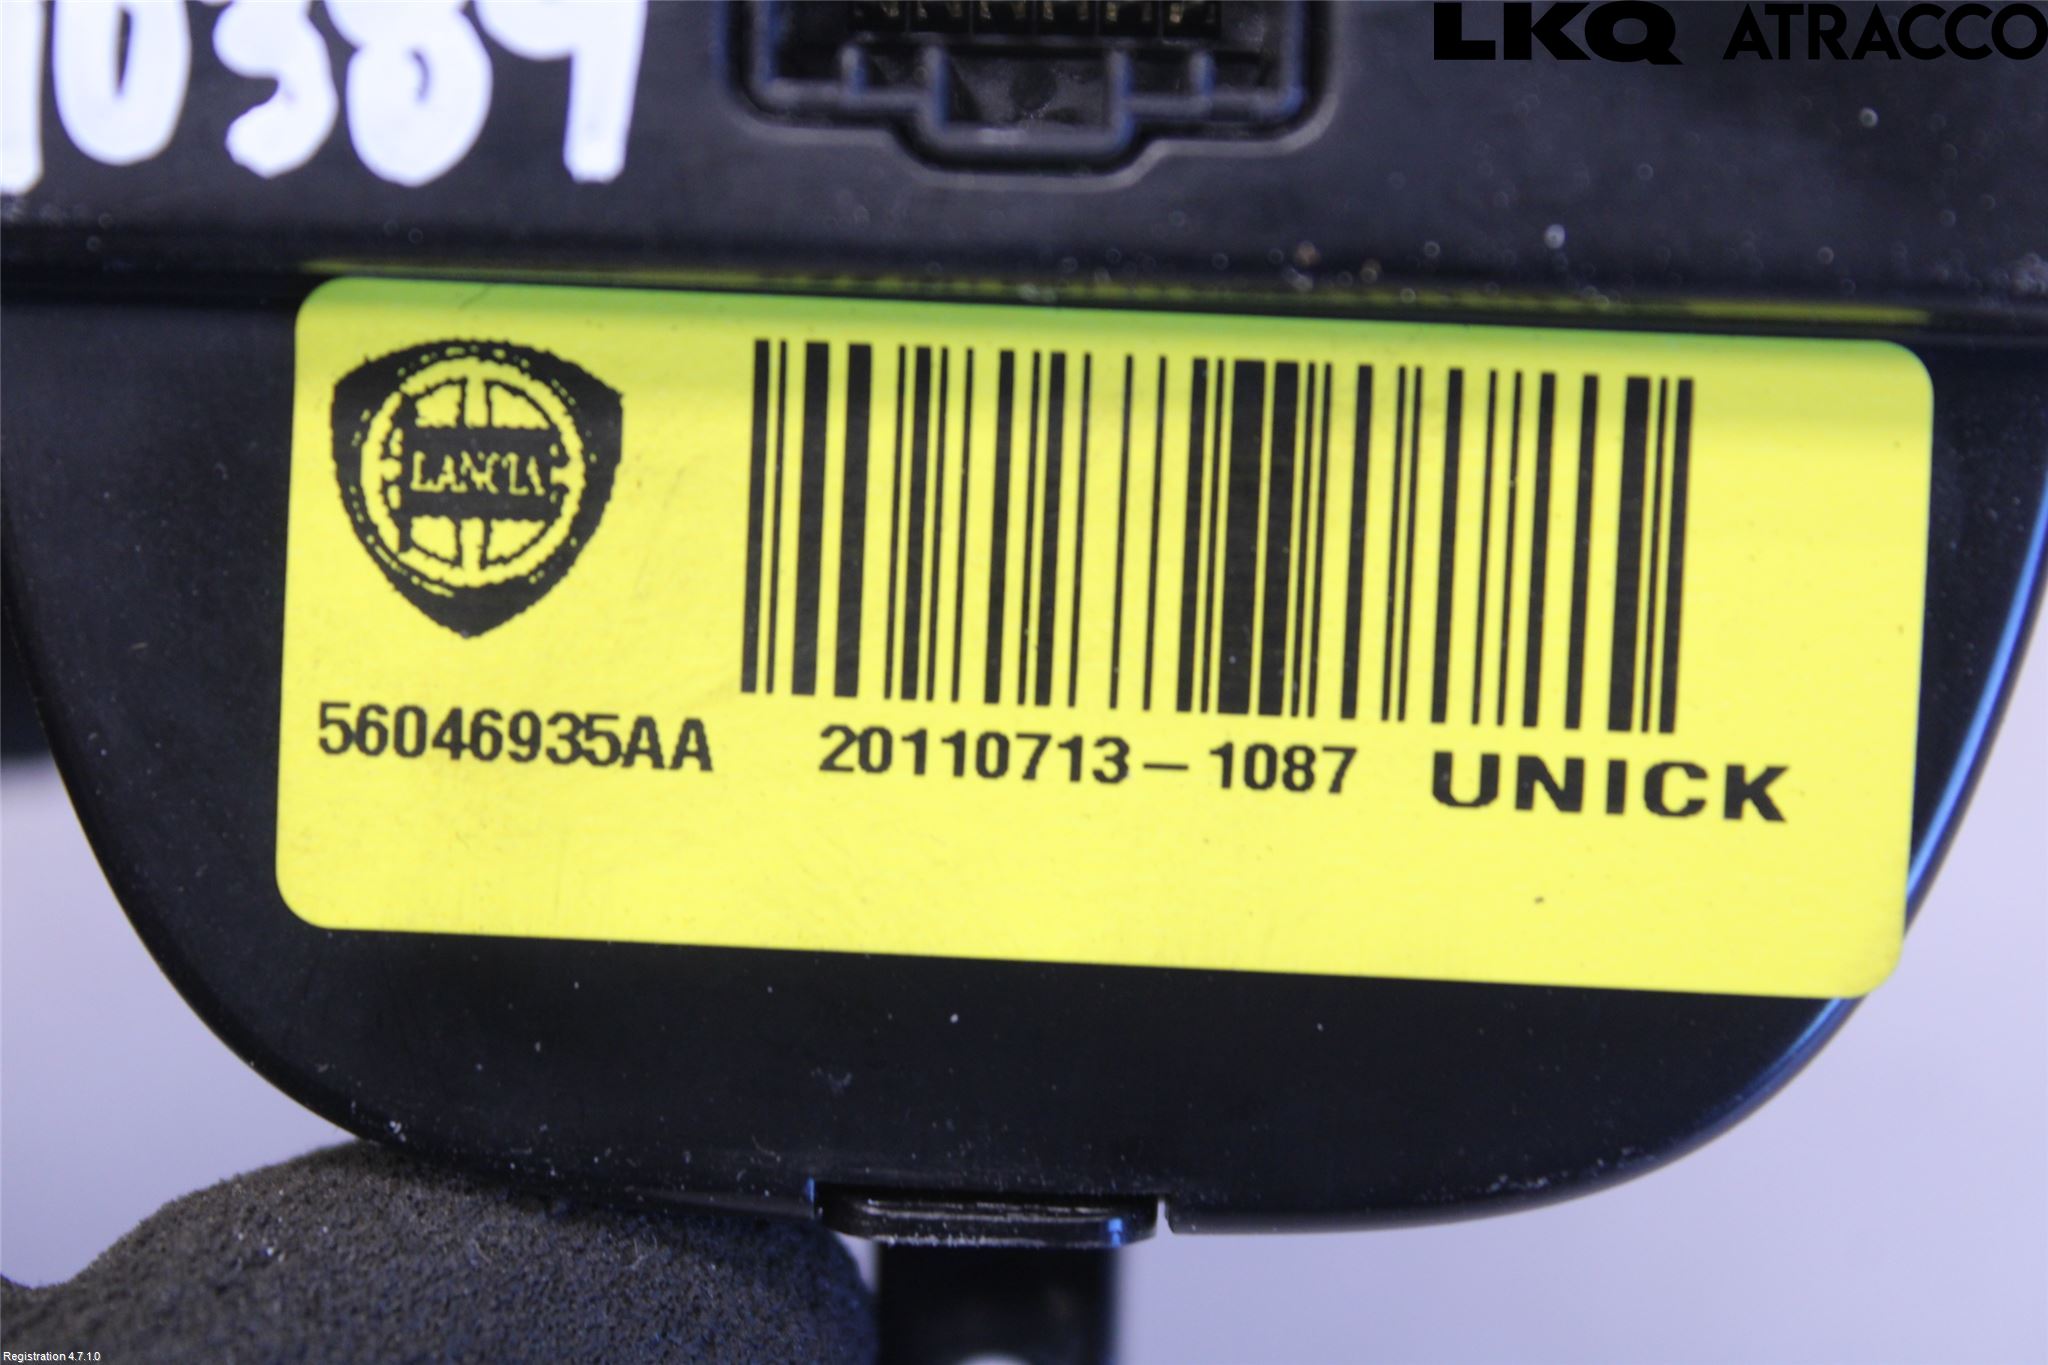 LKQ ATRACCO
10389
LANCIA
56046935AA 20110713-1087 UNICK
Registration 4.7.1.0